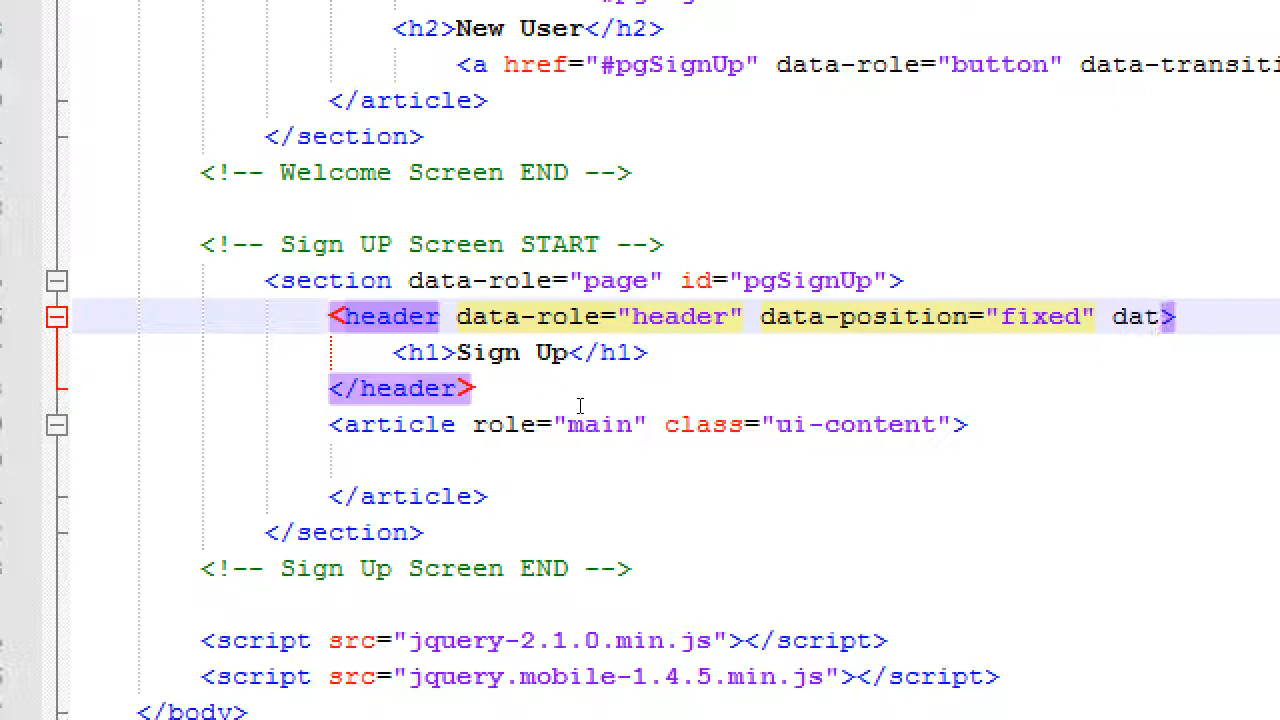 <h2>New User</h2>
<a href="#pgSignUp" data-role="button" data-transiti
</article>
</section>
<!-- Welcome Screen END -->
<!-- Sign UP Screen START -->
<section data-role="page" id="pgSignUp">
<header data-role="header" data-position="fixed" dat>
<h1>Sign Up</h1>
</header>
<article role="main" class="ui-content">
</article>
</section>
<!-- Sign Up Screen END -->
<script src="jquery-2.1.0.min.js"></script>
<script src="jquery.mobile-1.4.5.min.js"></script>
</body>